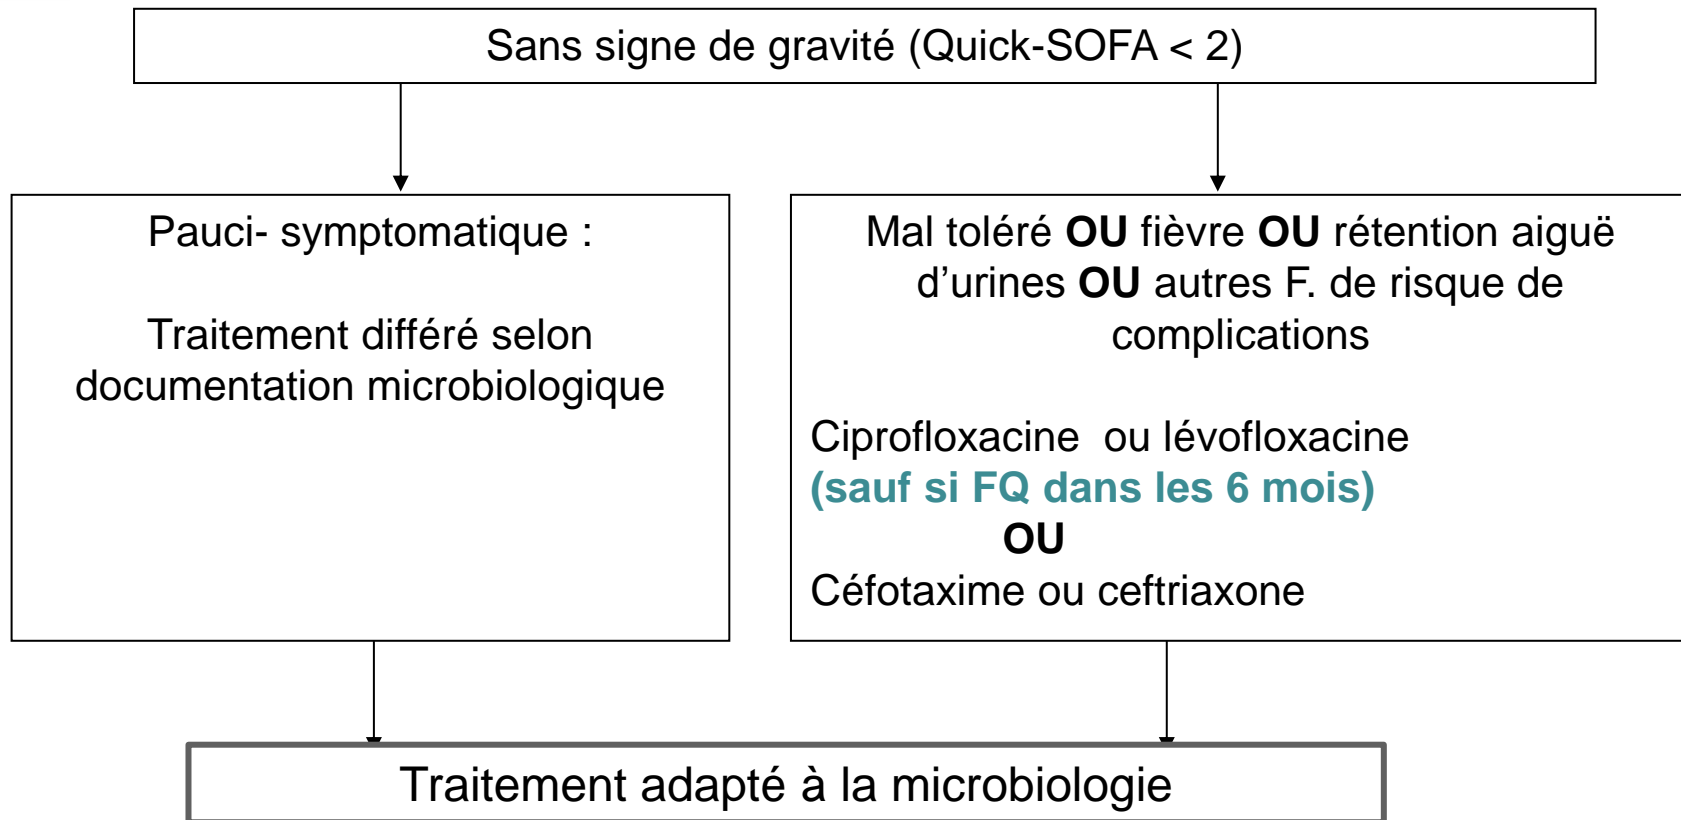 Sans signe de gravité (Quick-SOFA < 2)
Pauci- symptomatique :
Traitement différé selon
documentation microbiologique
Mal toléré OU fièvre OU rétention aiguë
d'urines OU autres F. de risque de
complications
Ciprofloxacine ou lévofloxacine
(sauf si FQ dans les 6 mois)
OU
Céfotaxime ou ceftriaxone
Traitement adapté à la microbiologie